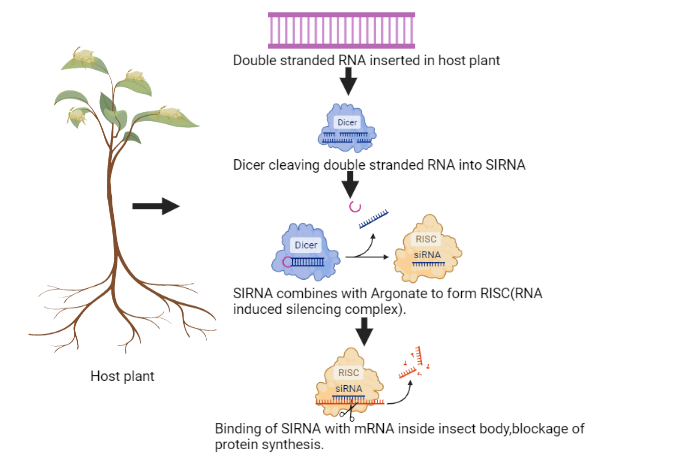 Double stranded RNA inserted in host plant
Dicer
Dicer cleaving double stranded RNA into SIRNA
Dicer
RISC
siRNA
SIRNA combines with Argonate to form RISC(RNA
induced silencing complex).
Host plant
RISC
siRNA
Binding of SIRNA with mRNA inside insect body,blockage of
protein synthesis.